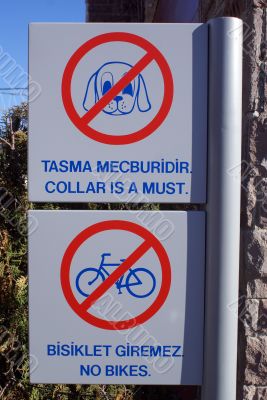 TASMA MECBURİDİR.
COLLAR IS A MUST.
BİSİKLET GİREMEZ.
NO BIKES.